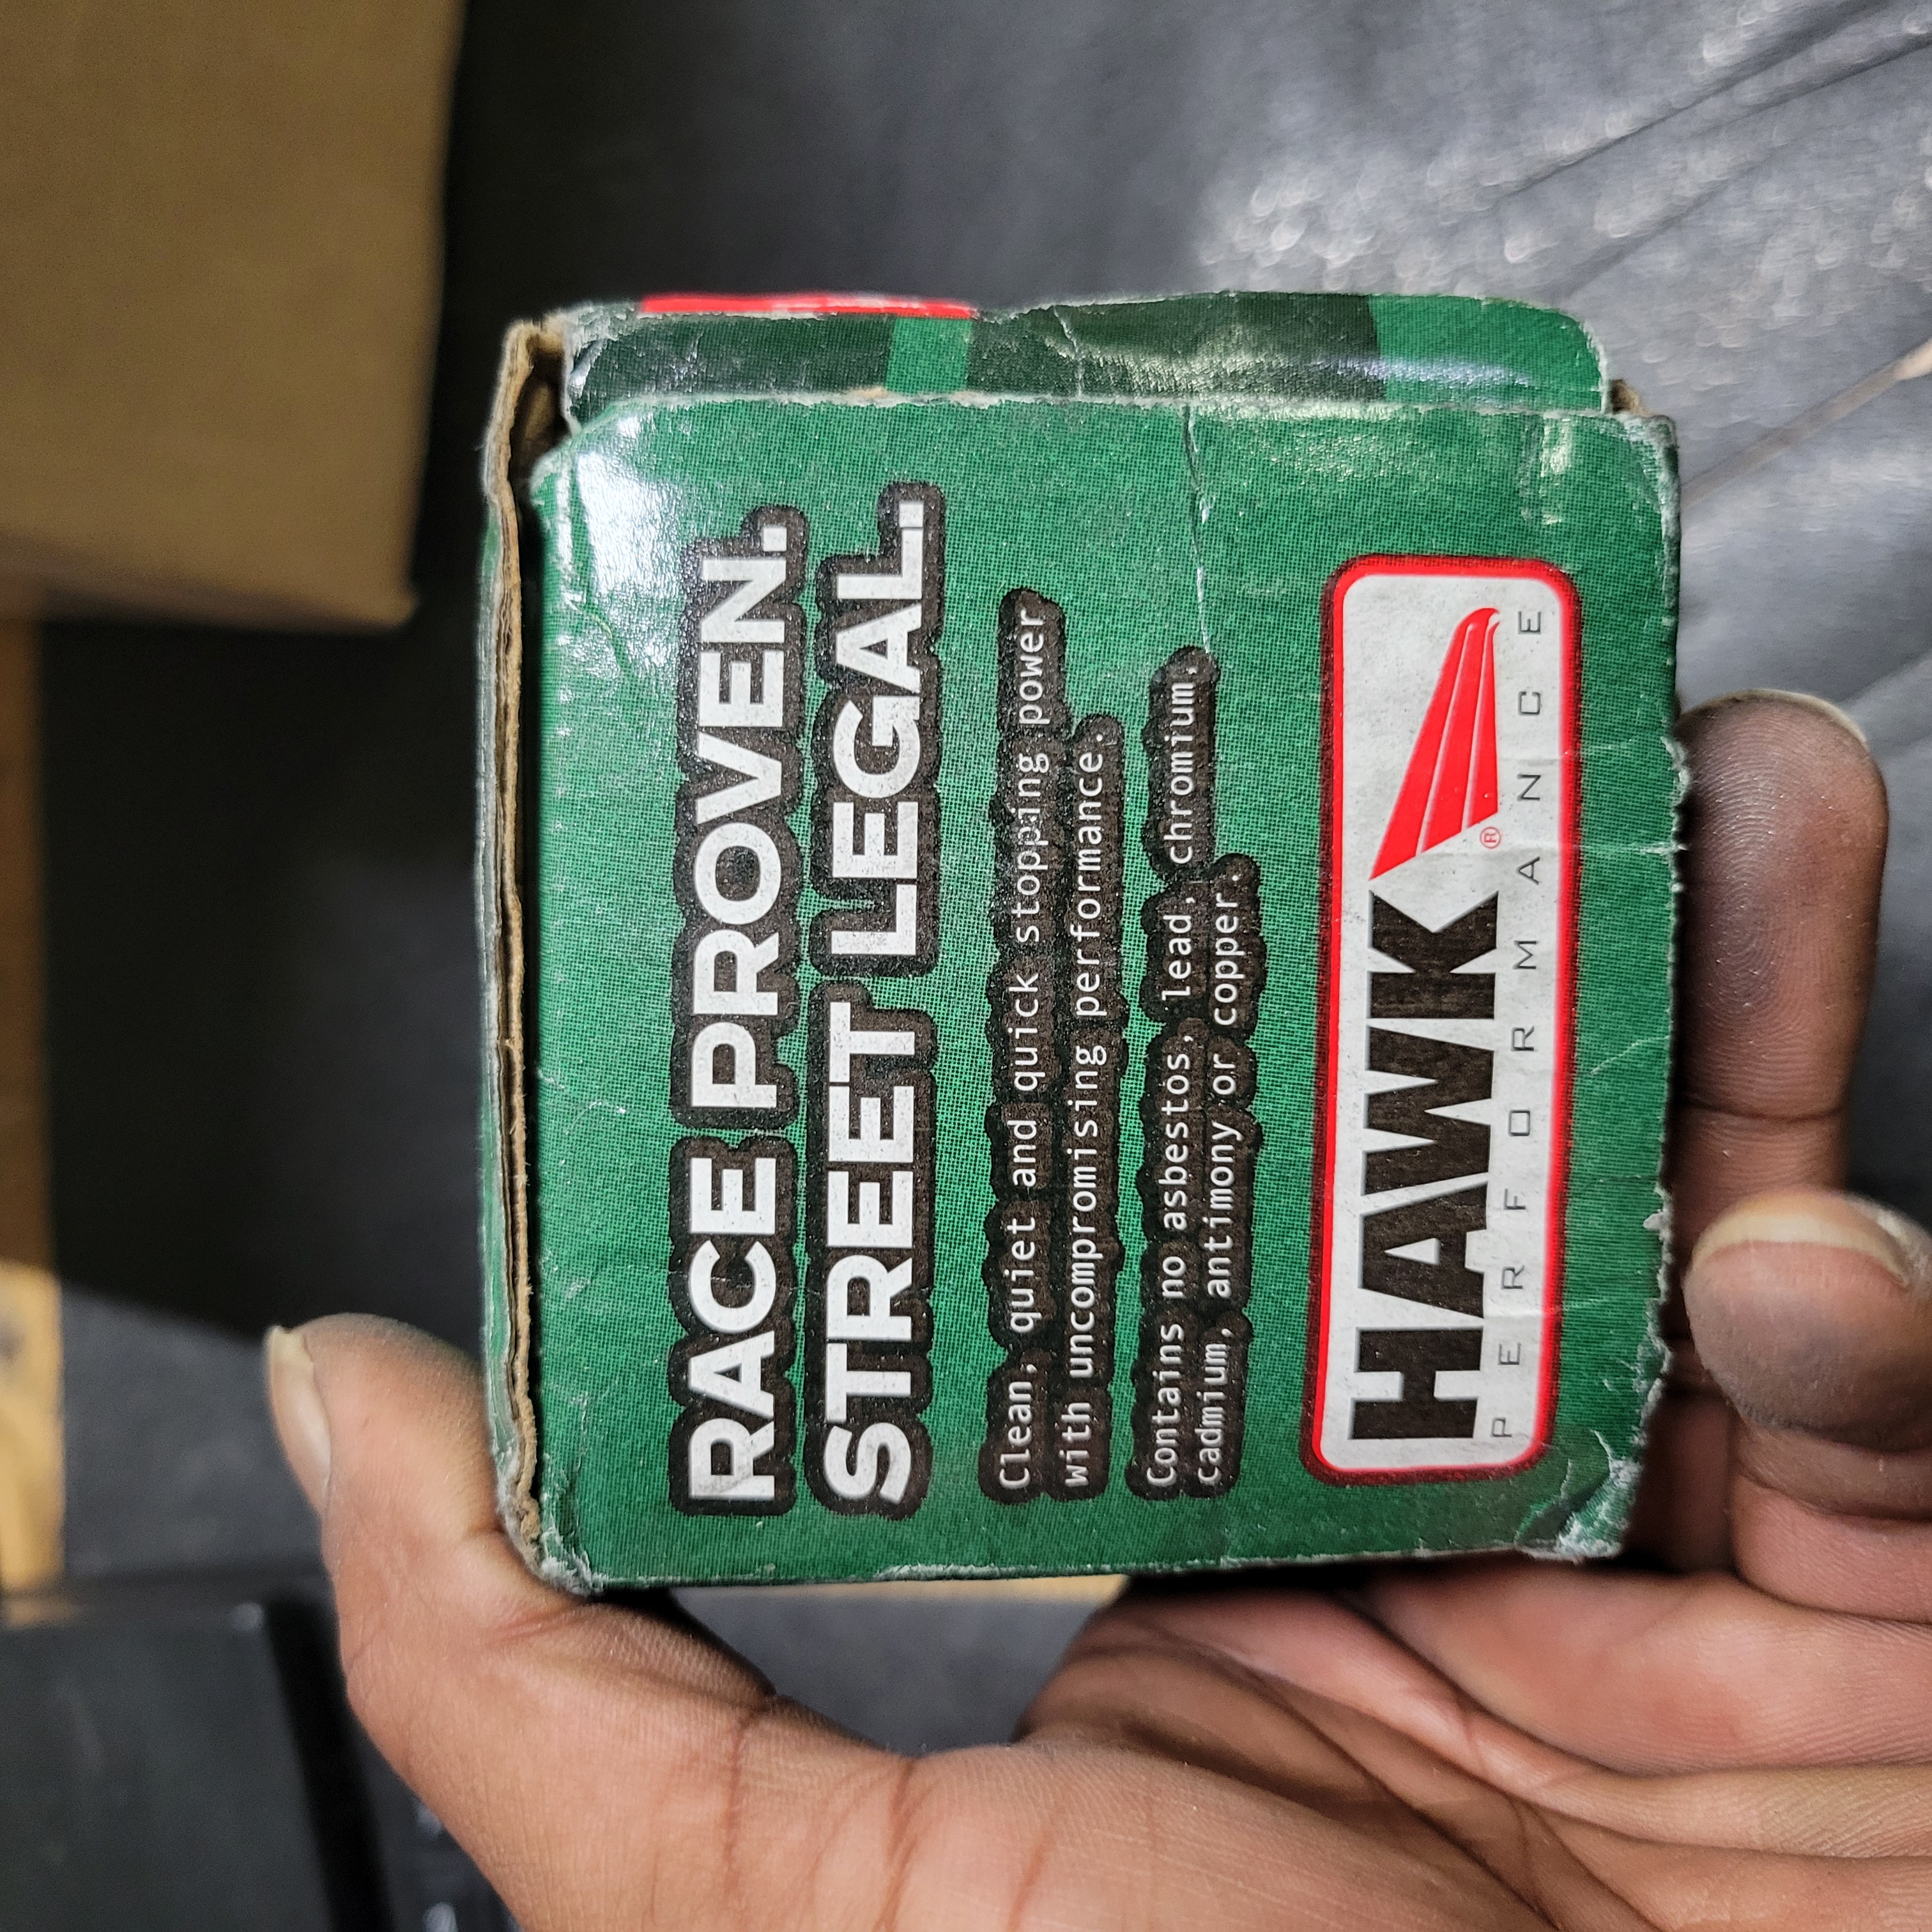 RACE PROVEN.
STREET LEGAL.
Clean, quiet and quick stopping power
with uncompromising performance.
Contains no asbestos, lead, chromium,
cadmium, antimony or copper.
HAWK®
PERFORMANCE